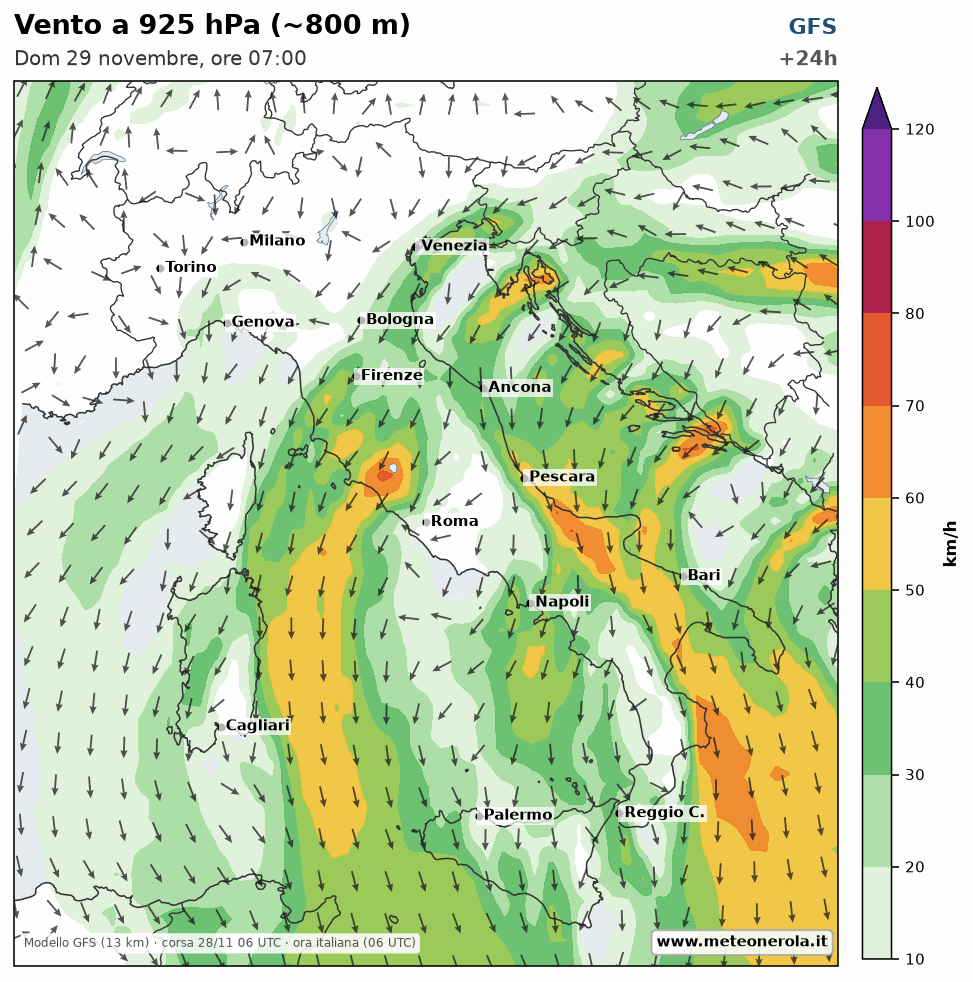 Vento a 925 hPa (~800 m)
GFS
Dom 29 novembre, ore 07:00
+24h
120
100
80
70
60
50
40
30
20
10
km/h
Venezia
Milano
Torino
Genova
Bologna
Firenze
Ancona
Pescara
Roma
Bari
Napoli
Cagliari
Palermo
Reggio C.
Modello GFS (13 km) · corsa 28/11 06 UTC · ora italiana (06 UTC)
www.meteonerola.it